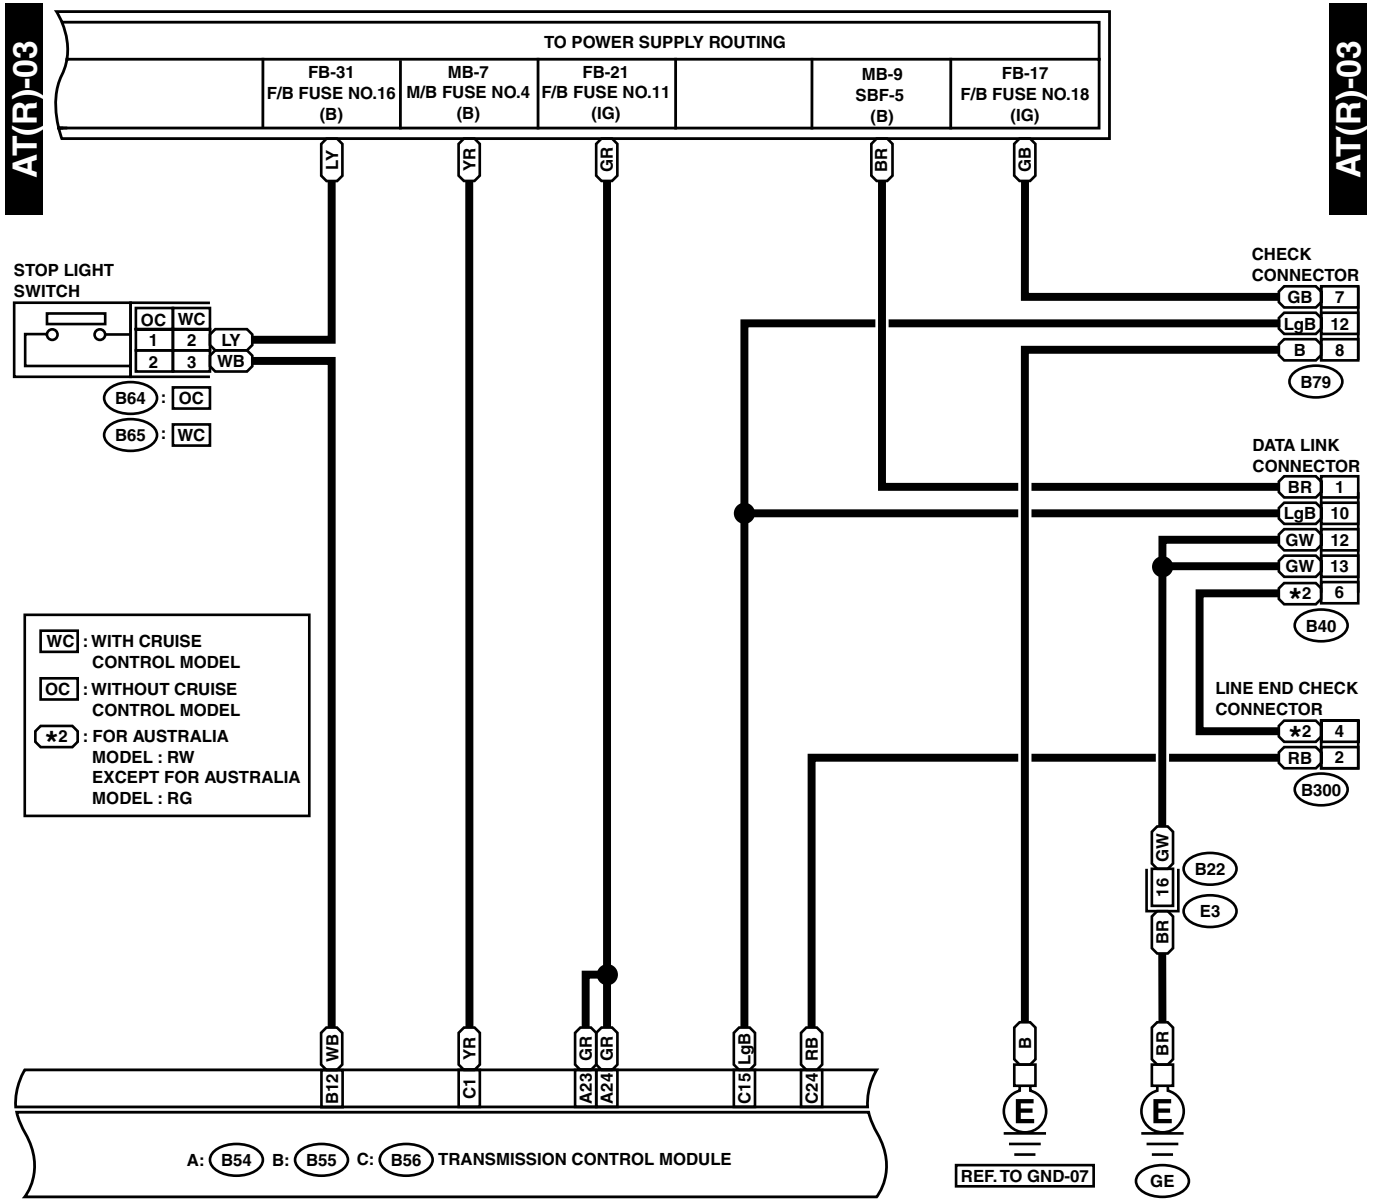 AT(R)-03
AT(R)-03
TO POWER SUPPLY ROUTING
FB-31
F/B FUSE NO.16
(B)
MB-7
M/B FUSE NO.4
(B)
FB-21
F/B FUSE NO.11
(IG)
MB-9
SBF-5
(B)
FB-17
F/B FUSE NO.18
(IG)
LY
YR
GR
BR
GB
STOP LIGHT
SWITCH
OC WC
1 2 LY
2 3 WB
B64 : OC
B65 : WC
CHECK
CONNECTOR
GB 7
LgB 12
B 8
B79
DATA LINK
CONNECTOR
BR 1
LgB 10
GW 12
GW 13
*2 6
B40
LINE END CHECK
CONNECTOR
*2 4
RB 2
B300
WC : WITH CRUISE
CONTROL MODEL
OC : WITHOUT CRUISE
CONTROL MODEL
*2 : FOR AUSTRALIA
MODEL : RW
EXCEPT FOR AUSTRALIA
MODEL : RG
GW
16
BR
B22
E3
WB
YR
GR
GR
LgB
RB
B
BR
B12
C1
A23
A24
C15
C24
E
E
REF. TO GND-07
GE
A: B54 B: B55 C: B56 TRANSMISSION CONTROL MODULE